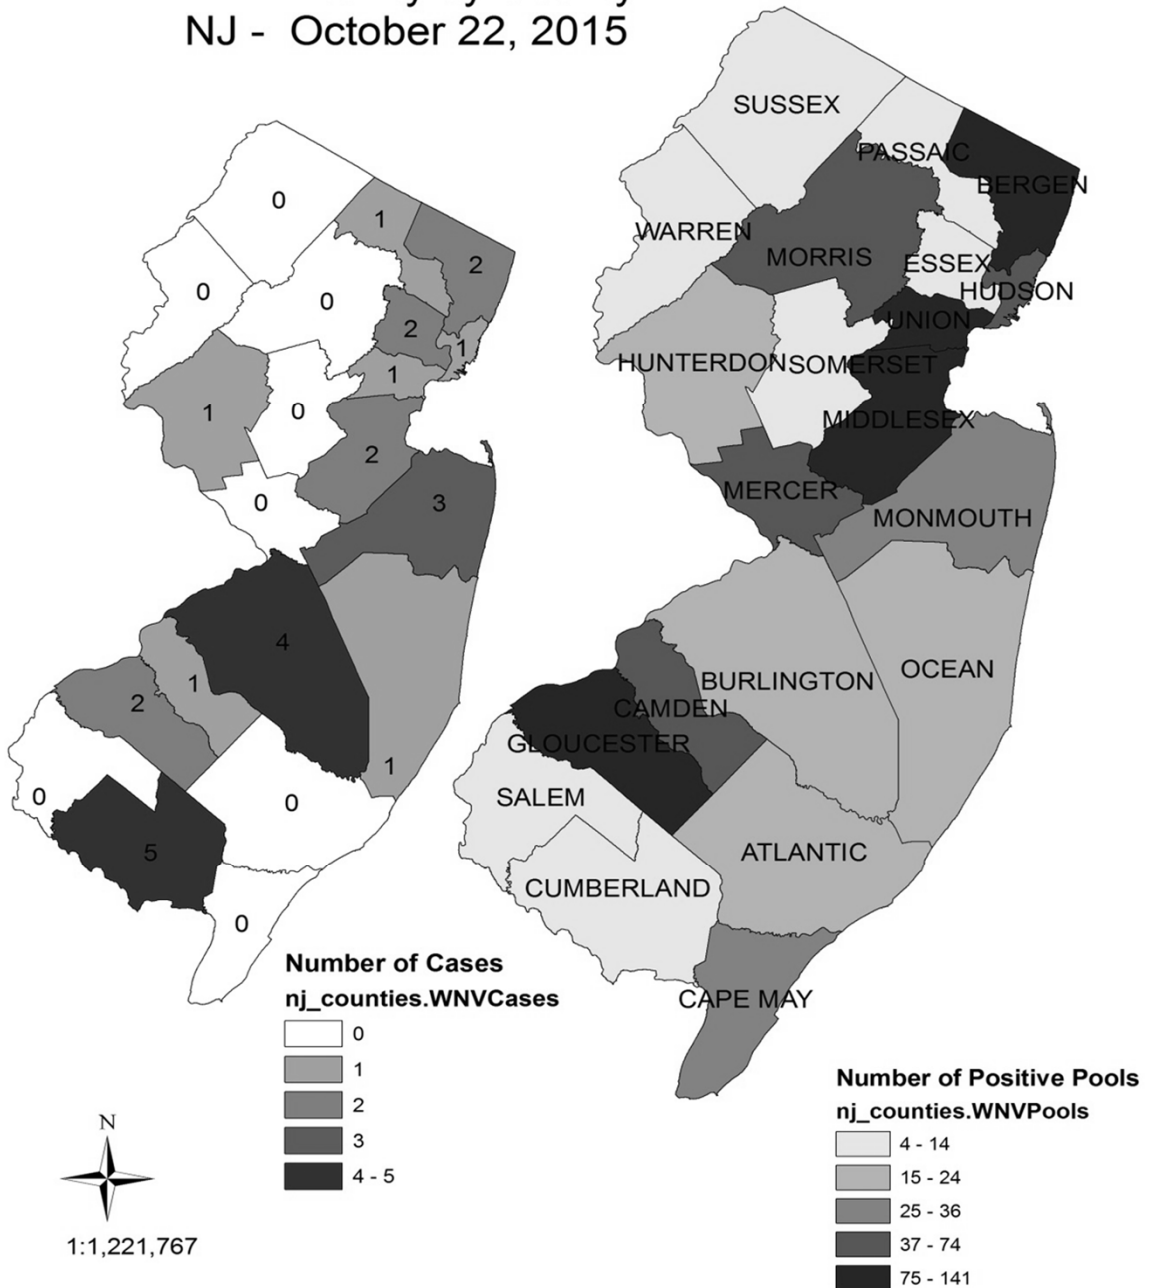 NJ - October 22, 2015
SUSSEX
PASSAIC
BERGEN
WARREN
MORRIS
ESSEX
HUDSON
UNION
HUNTERDON
SOMERSET
MIDDLESEX
MERCER
MONMOUTH
OCEAN
BURLINGTON
CAMDEN
GLOUCESTER
SALEM
ATLANTIC
CUMBERLAND
CAPE MAY
0
1
2
0
0
2
1
1
1
0
2
0
3
4
1
2
1
0
0
5
0
Number of Cases
nj_counties.WNVCases
0
1
2
3
4 - 5
N
1:1,221,767
Number of Positive Pools
nj_counties.WNVPools
4 - 14
15 - 24
25 - 36
37 - 74
75 - 141